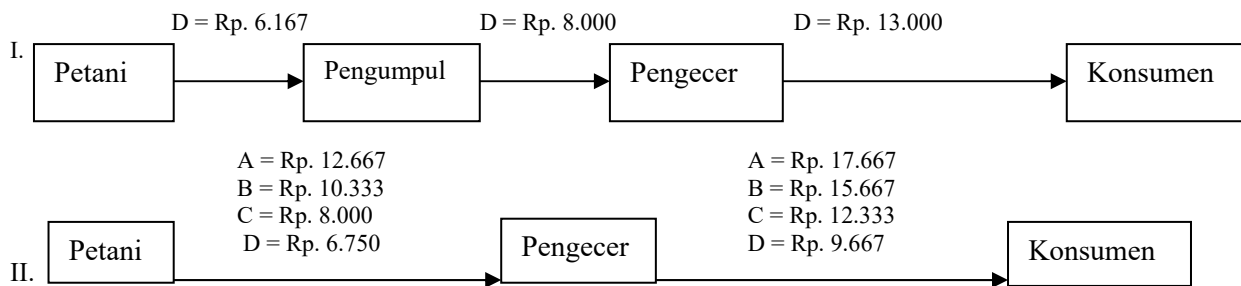 D = Rp. 6.167 D = Rp. 8.000 D = Rp. 13.000
I. Petani Pengumpul Pengecer Konsumen
A = Rp. 12.667 A = Rp. 17.667
B = Rp. 10.333 B = Rp. 15.667
C = Rp. 8.000 C = Rp. 12.333
D = Rp. 6.750 D = Rp. 9.667
II. Petani Pengecer Konsumen